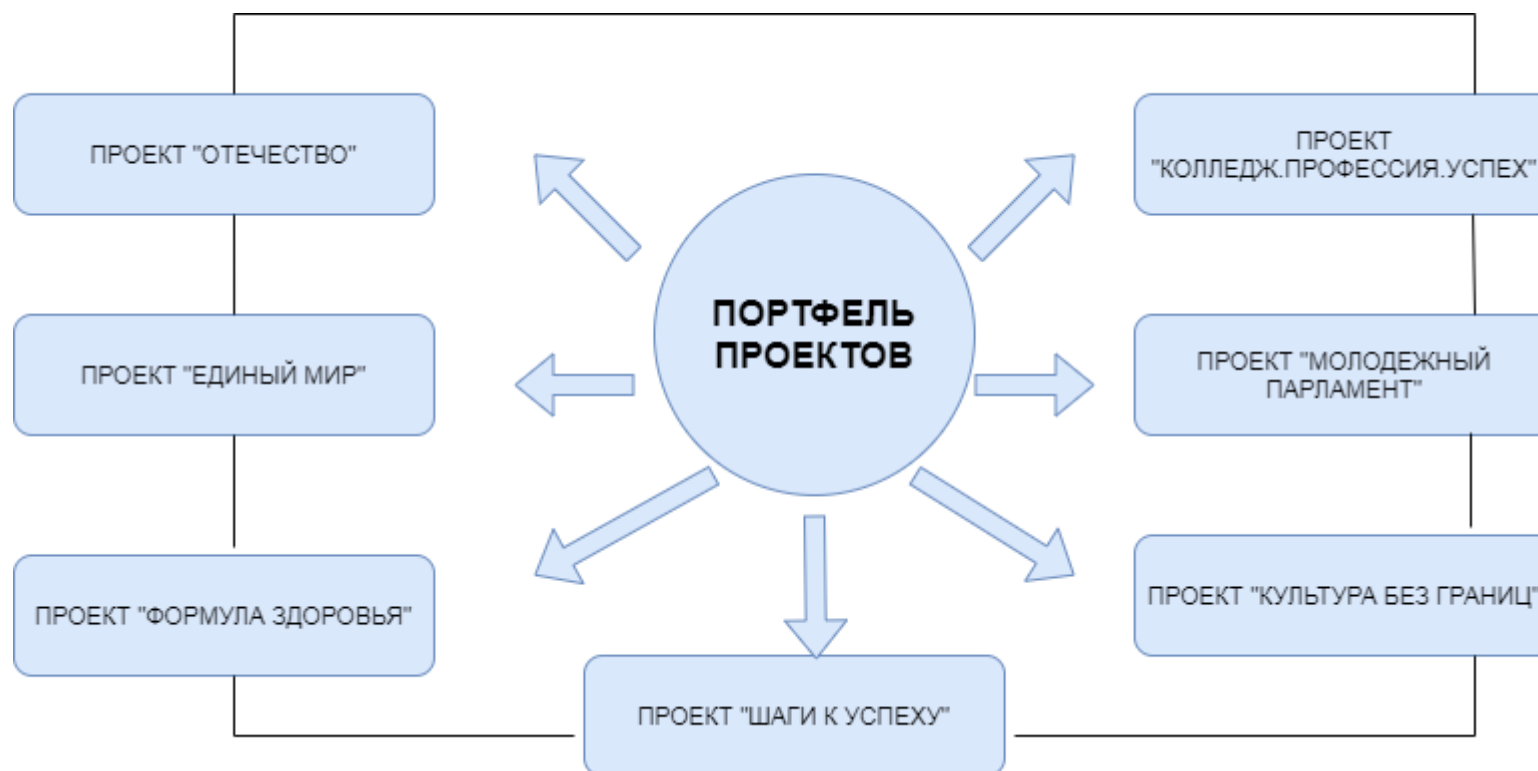 ПРОЕКТ "ОТЕЧЕСТВО"
ПРОЕКТ
"КОЛЛЕДЖ.ПРОФЕССИЯ.УСПЕХ"
ПОРТФЕЛЬ
ПРОЕКТОВ
ПРОЕКТ "ЕДИНЫЙ МИР"
ПРОЕКТ "МОЛОДЕЖНЫЙ
ПАРЛАМЕНТ"
ПРОЕКТ "ФОРМУЛА ЗДОРОВЬЯ"
ПРОЕКТ "КУЛЬТУРА БЕЗ ГРАНИЦ"
ПРОЕКТ "ШАГИ К УСПЕХУ"